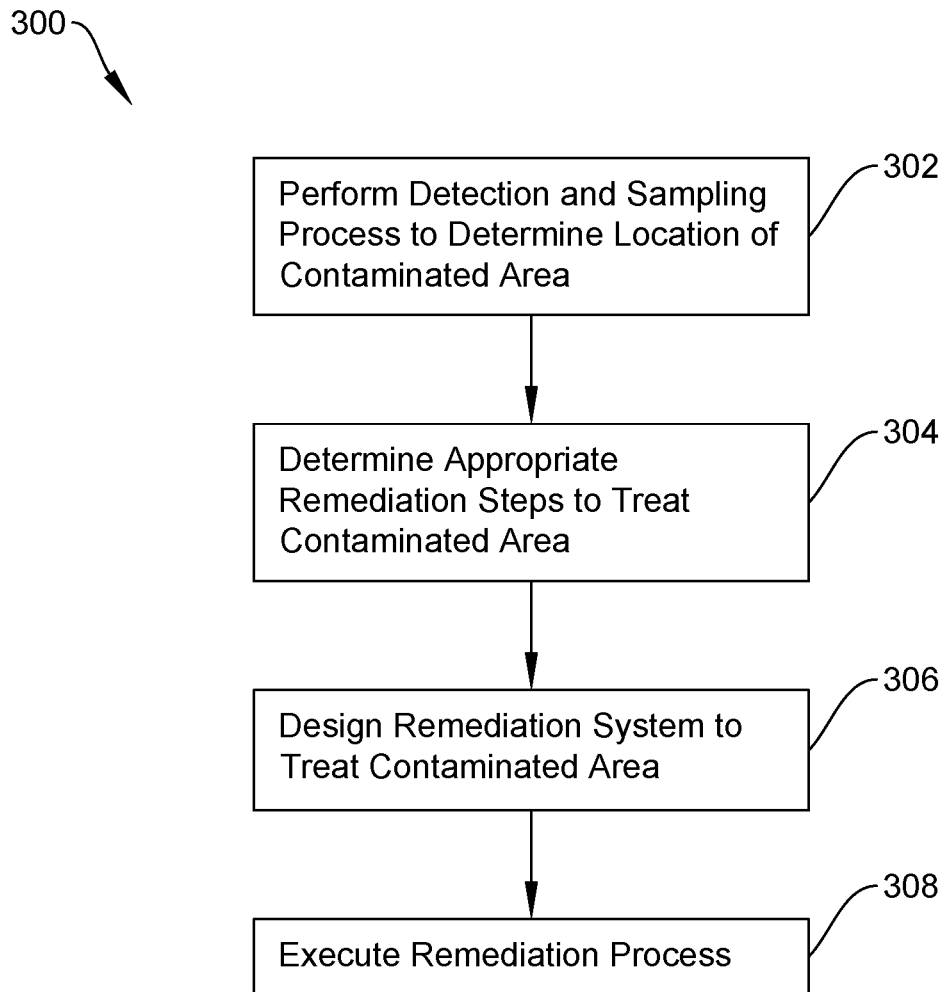 300
302
Perform Detection and Sampling
Process to Determine Location of
Contaminated Area
304
Determine Appropriate
Remediation Steps to Treat
Contaminated Area
306
Design Remediation System to
Treat Contaminated Area
308
Execute Remediation Process